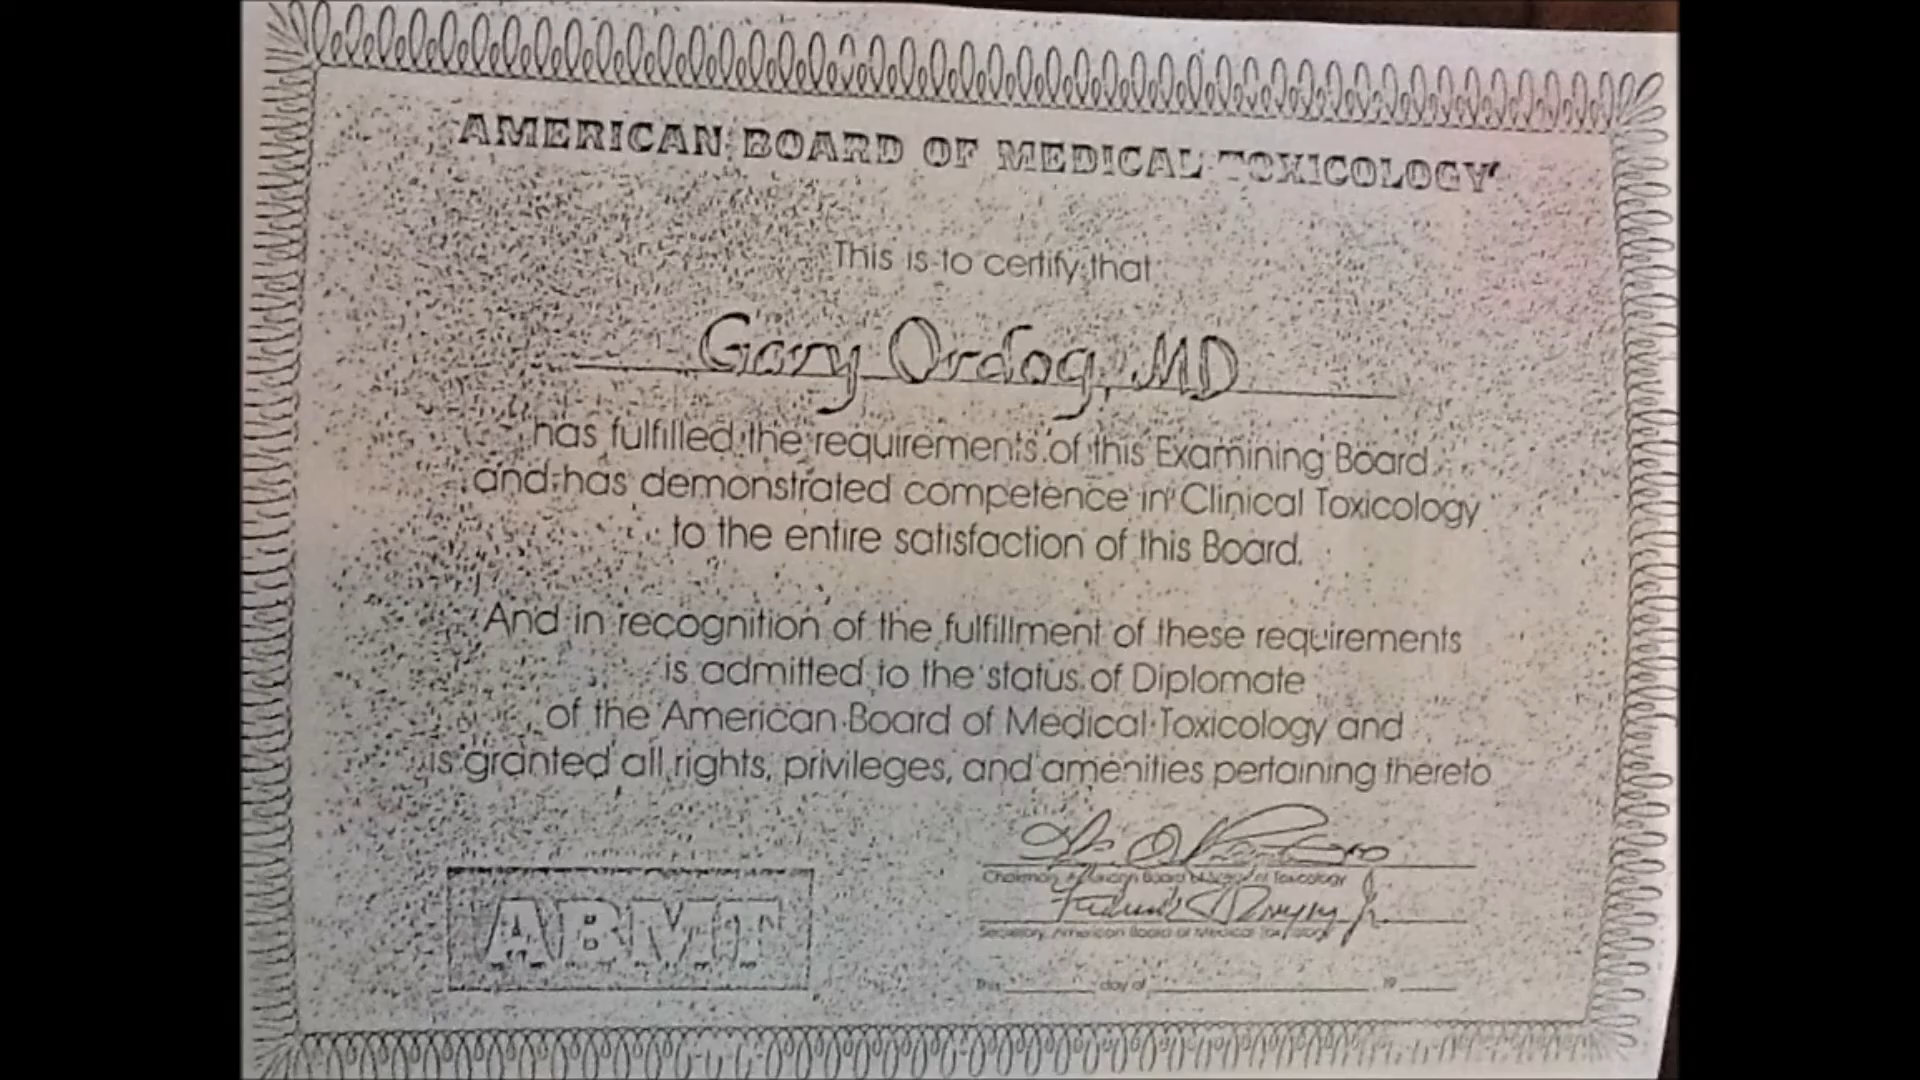 AMERICAN BOARD OF MEDICAL TOXICOLOGY
This is to certify that
Gary Ordog, MD
has fulfilled the requirements of this Examining Board
and has demonstrated competence in Clinical Toxicology
to the entire satisfaction of this Board.
And in recognition of the fulfillment of these requirements
is admitted to the status of Diplomate
of the American Board of Medical Toxicology and
is granted all rights, privileges, and amenities pertaining thereto
Chairman, American Board of Medical Toxicology
Secretary, American Board of Medical Toxicology
ABMT
This day of 19